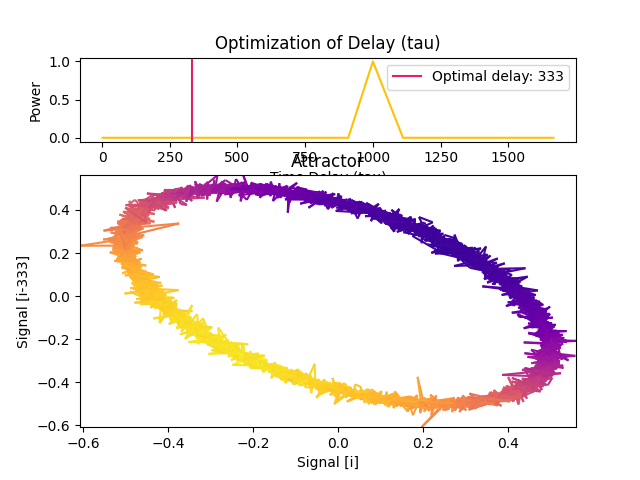 Optimization of Delay (tau)
Power
1.0
0.5
0.0
Optimal delay: 333
0 250 500 750 1000 1250 1500
Time Delay (tau)
Attractor
Signal [i-333]
0.4
0.2
0.0
−0.2
−0.4
−0.6
−0.6 −0.4 −0.2 0.0 0.2 0.4
Signal [i]